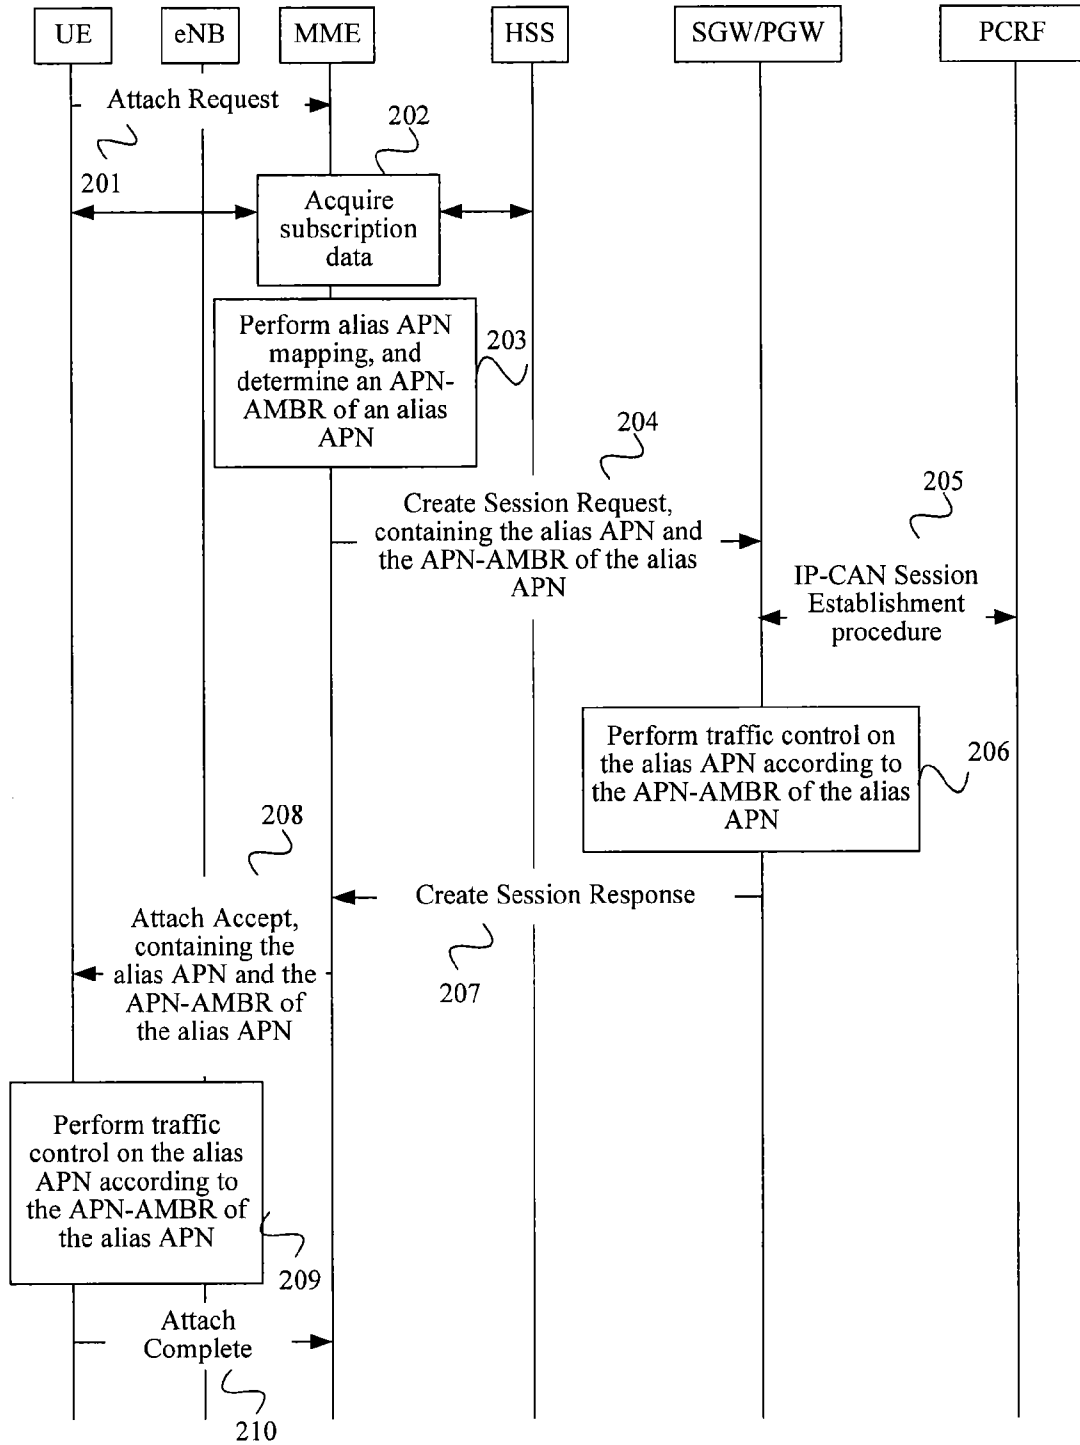 UE
eNB
MME
HSS
SGW/PGW
PCRF
Attach Request
201
202
Acquire
subscription
data
Perform alias APN
mapping, and
determine an APN-
AMBR of an alias
APN
203
204
Create Session Request,
containing the alias APN and
the APN-AMBR of the alias
APN
205
IP-CAN Session
Establishment
procedure
Perform traffic control on
the alias APN according to
the APN-AMBR of the alias
APN
206
Create Session Response
207
208
Attach Accept,
containing the
alias APN and the
APN-AMBR of
the alias APN
Perform traffic
control on the alias
APN according to
the APN-AMBR of
the alias APN
209
Attach
Complete
210